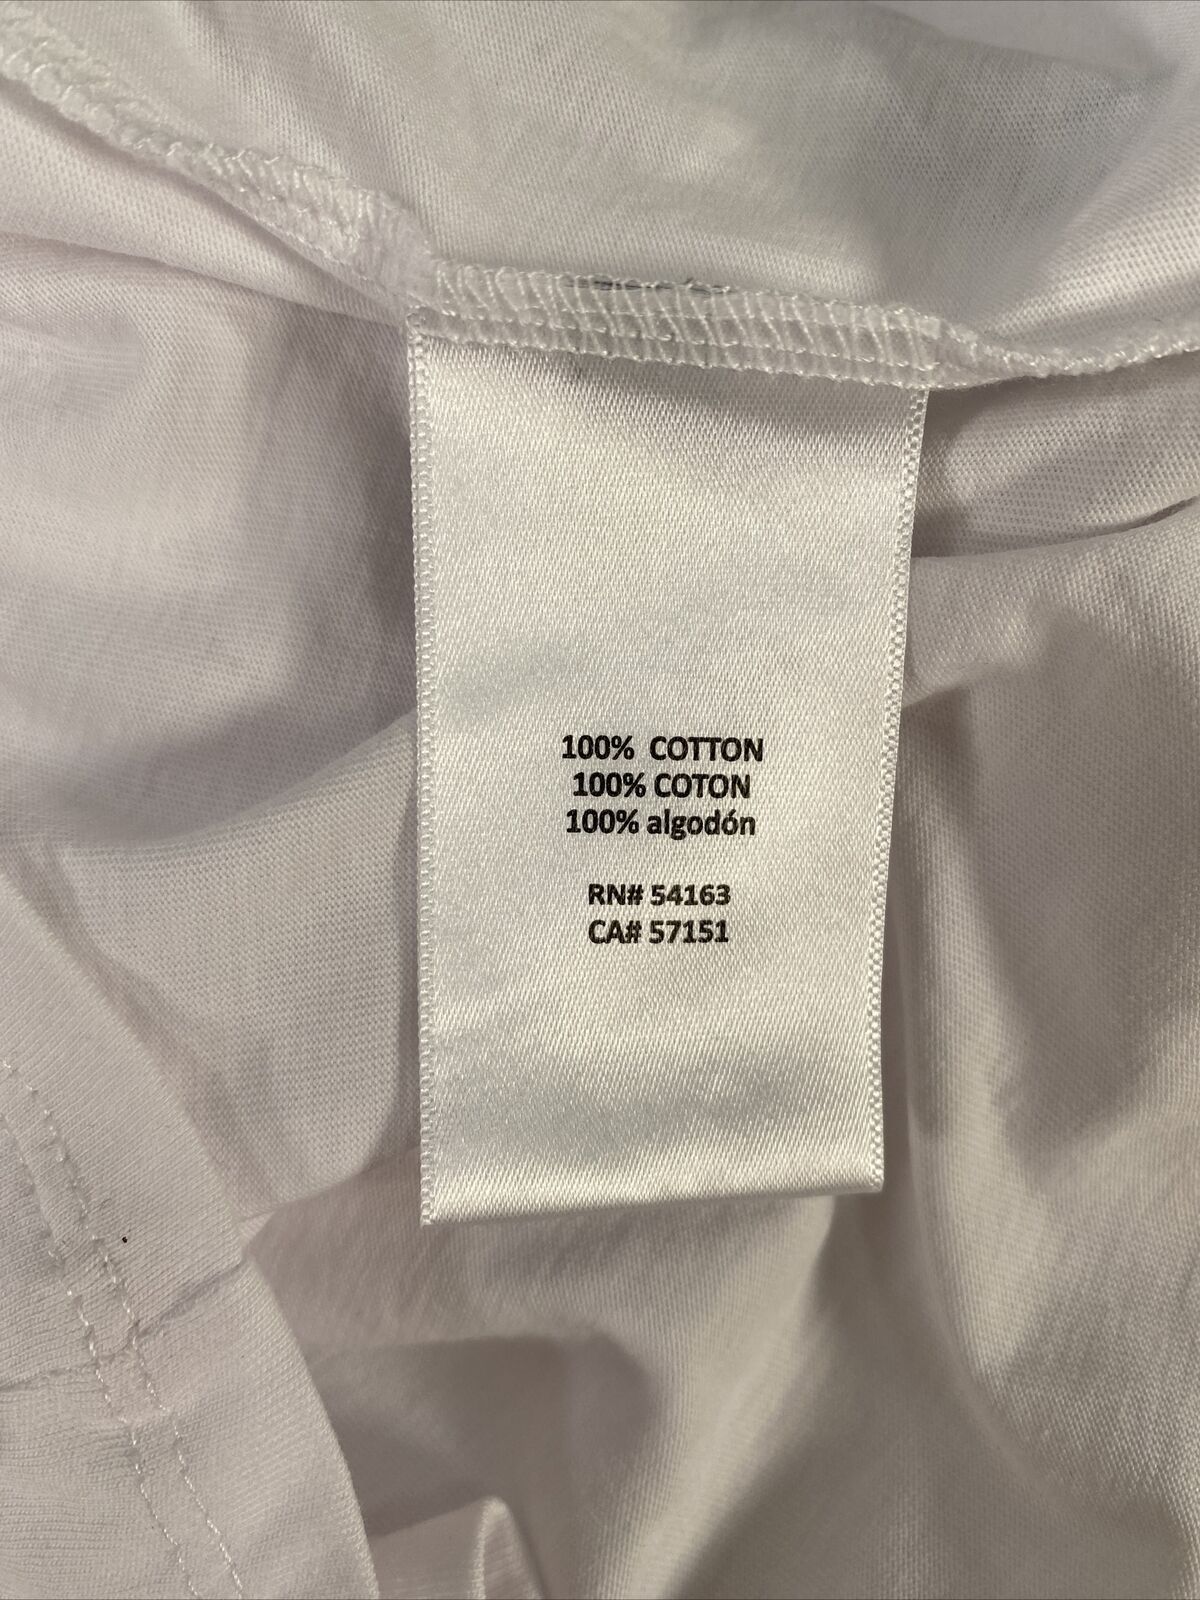 100% COTTON
100% COTON
100% algodón
RN# 54163
CA# 57151